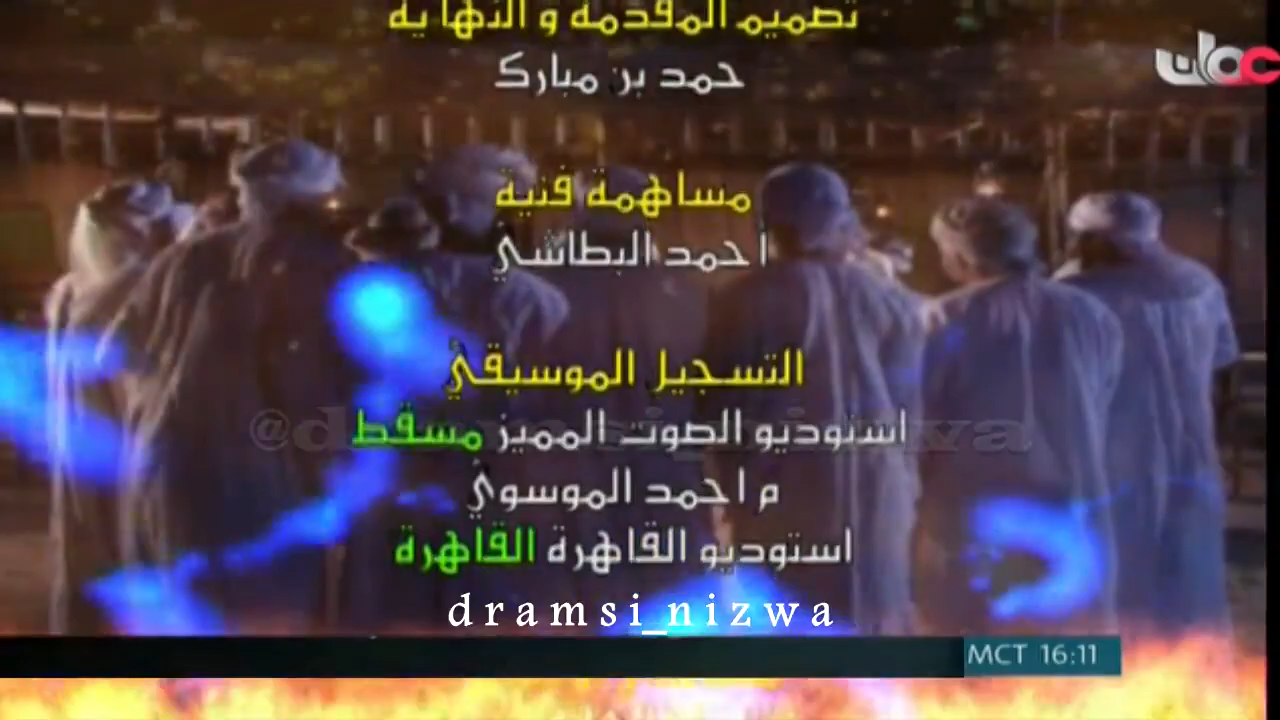 تصميم المقدمة و النهاية
حمد بن مبارك
عمان
مساهمة فنية
احمد البطاشي
التسجيل الموسيقي
استوديو الصوت المميز مسقط
م احمد الموسوي
استوديو القاهرة القاهرة
dramsi_nizwa
MCT 16:11